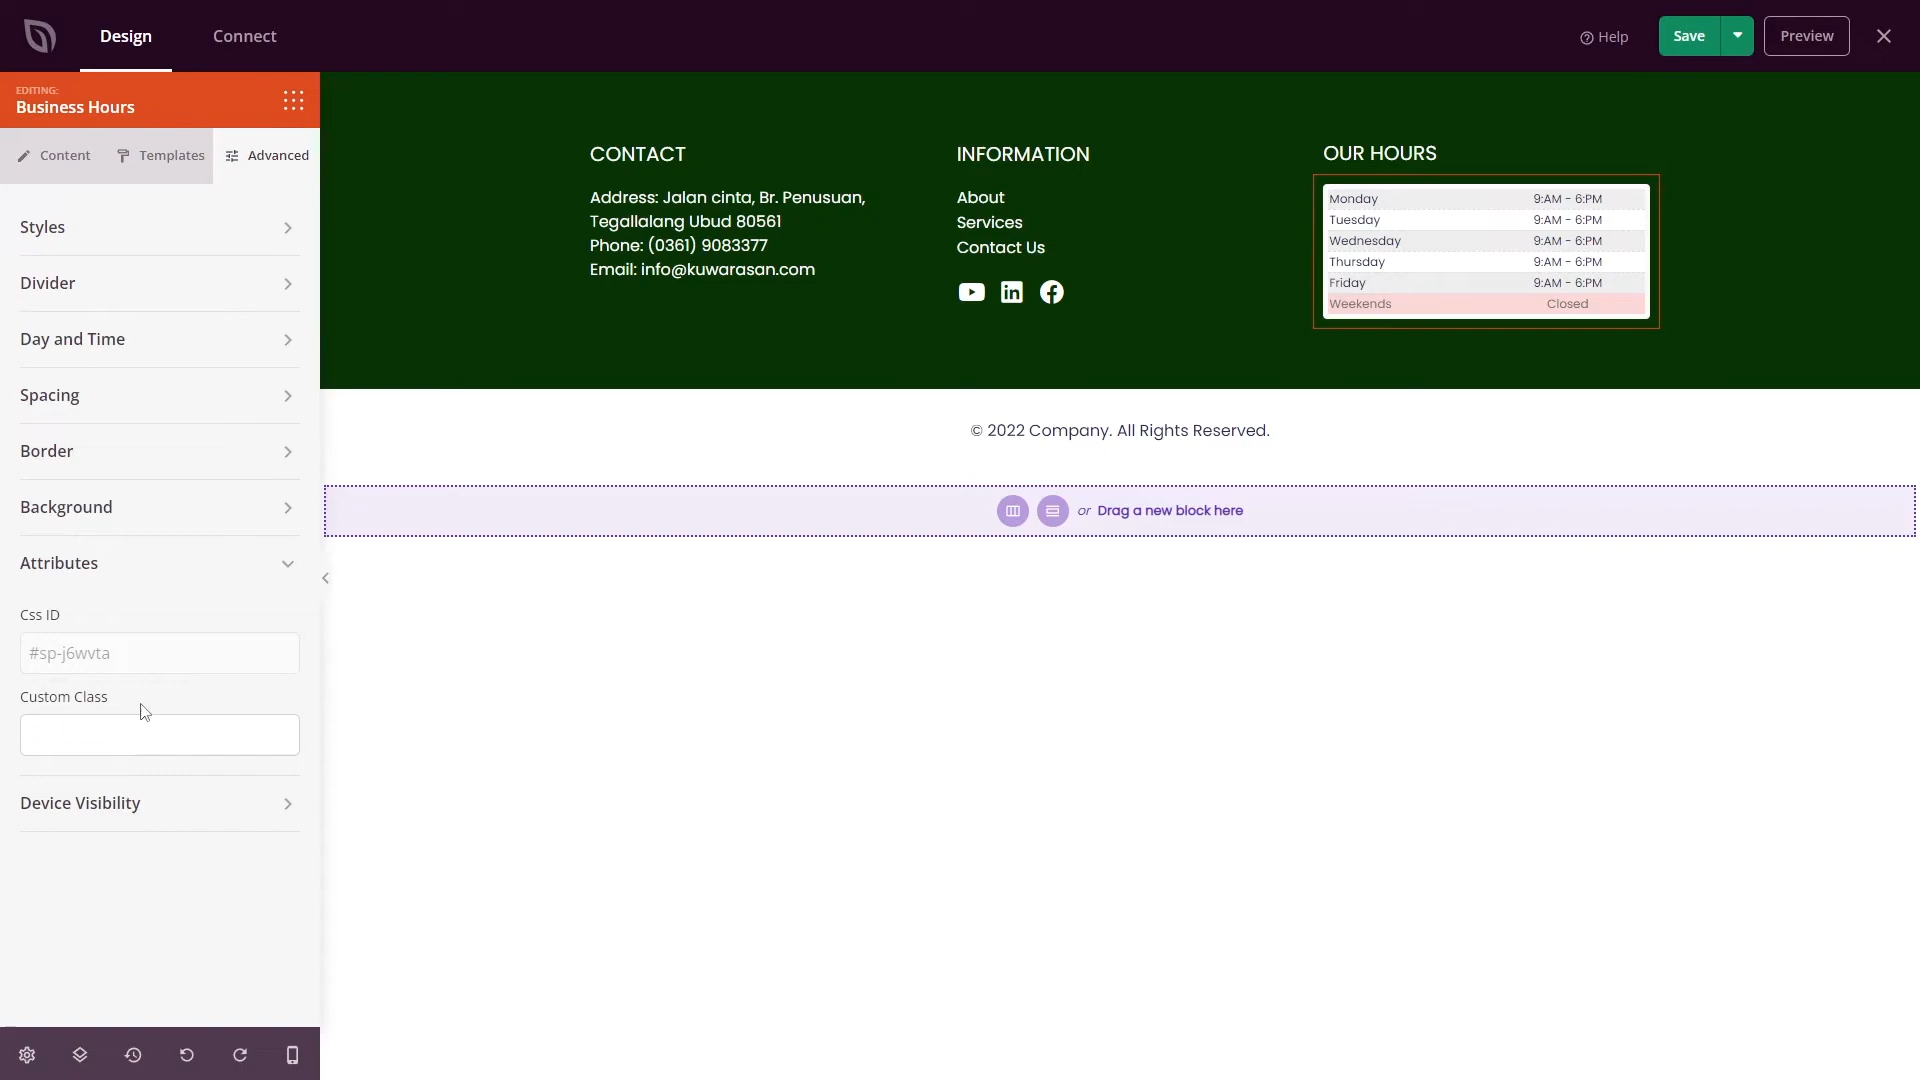 Design
Connect
Help
Save
Preview
EDITING:
Business Hours
Content
Templates
Advanced
Styles
Divider
Day and Time
Spacing
Border
Background
Attributes
Css ID
#sp-j6wvta
Custom Class
Device Visibility
CONTACT
Address: Jalan cinta, Br. Penusuan,
Tegallalang Ubud 80561
Phone: (0361) 9083377
Email: info@kuwarasan.com
INFORMATION
About
Services
Contact Us
OUR HOURS
Monday 9:AM - 6:PM
Tuesday 9:AM - 6:PM
Wednesday 9:AM - 6:PM
Thursday 9:AM - 6:PM
Friday 9:AM - 6:PM
Weekends Closed
© 2022 Company. All Rights Reserved.
or Drag a new block here